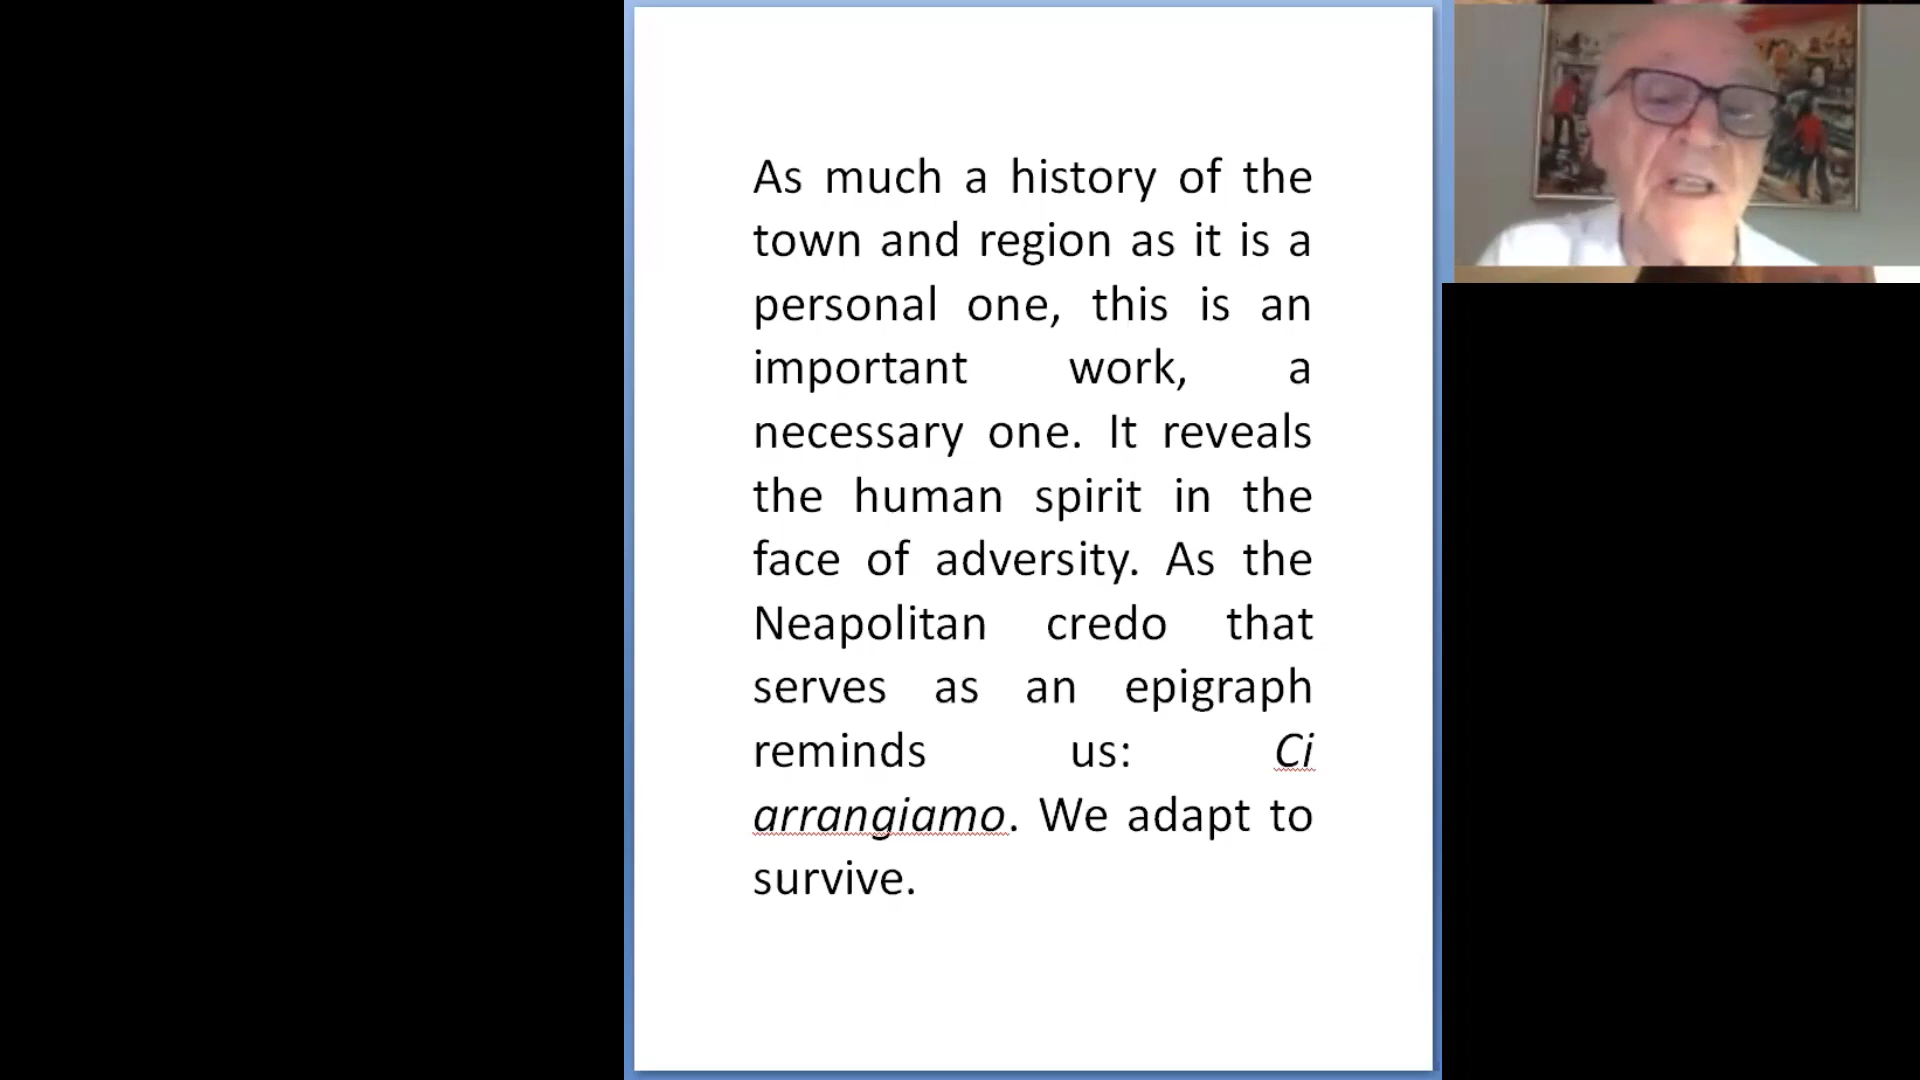 As much a history of the
town and region as it is a
personal one, this is an
important work, a
necessary one. It reveals
the human spirit in the
face of adversity. As the
Neapolitan credo that
serves as an epigraph
reminds us: Ci
arrangiamo. We adapt to
survive.